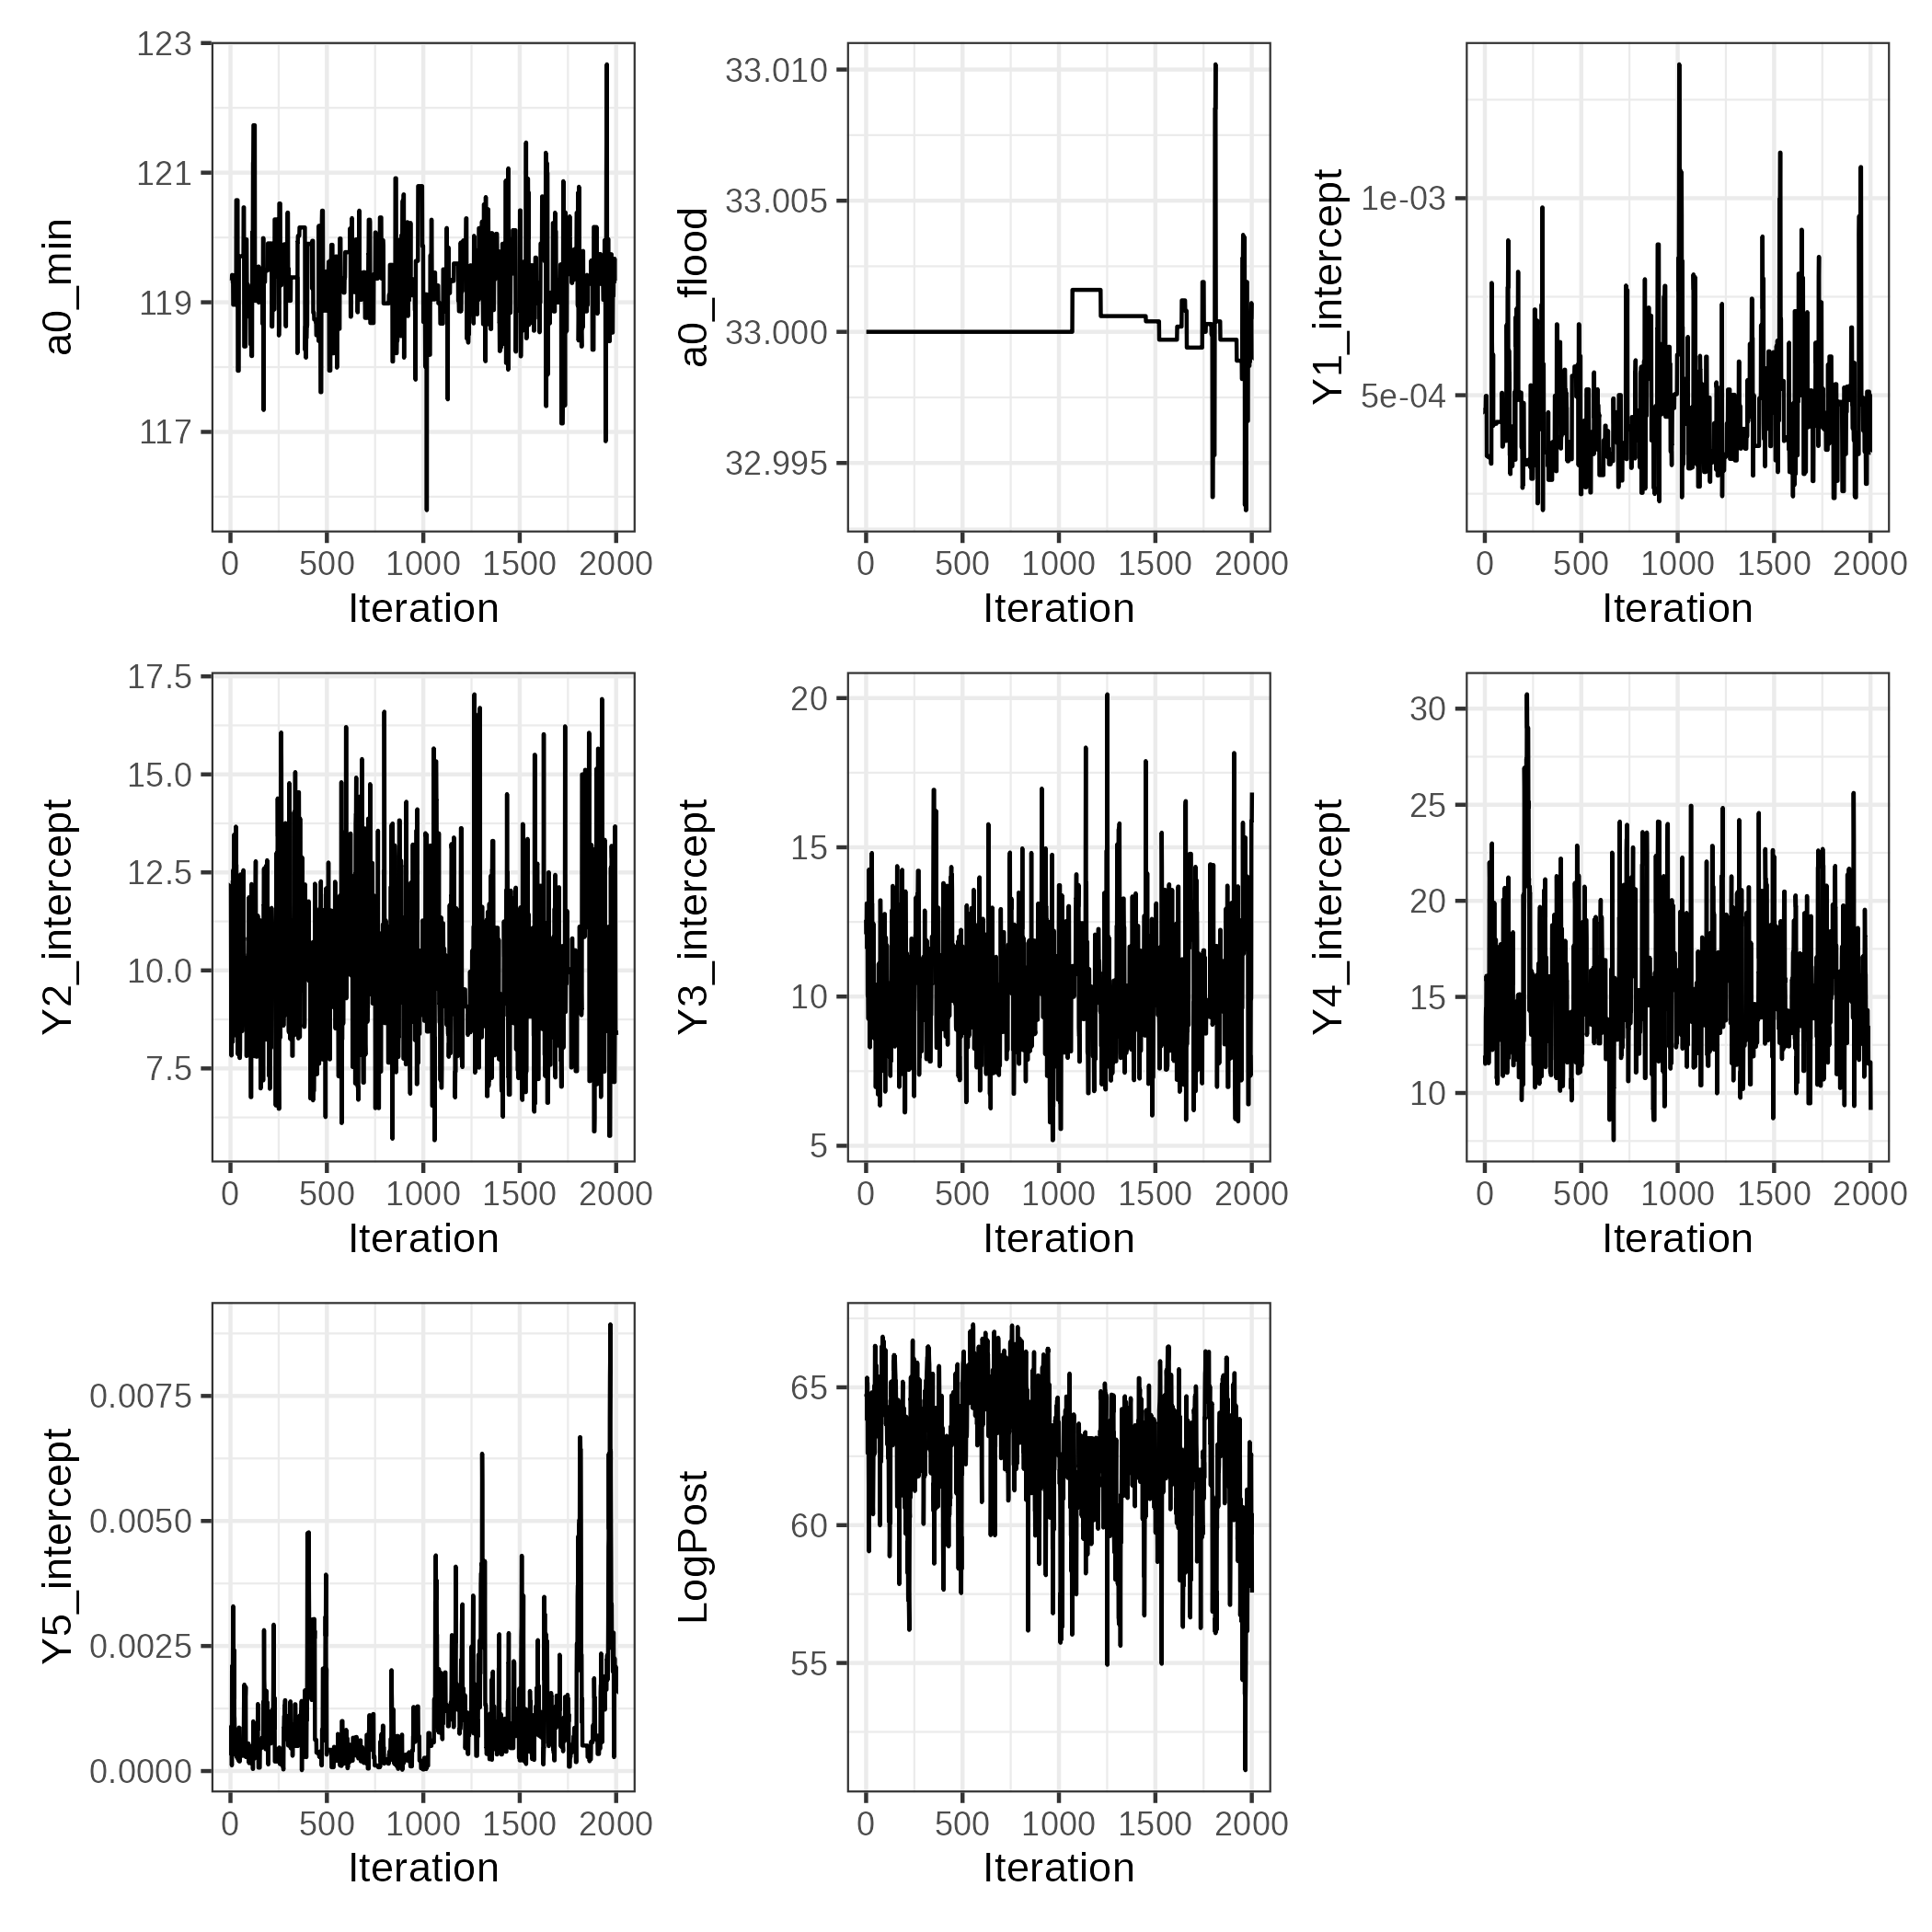 a0_min
123
121
119
117
0 500 1000 1500 2000
Iteration
a0_flood
33.010
33.005
33.000
32.995
0 500 1000 1500 2000
Iteration
Y1_intercept
1e-03
5e-04
0 500 1000 1500 2000
Iteration
Y2_intercept
17.5
15.0
12.5
10.0
7.5
0 500 1000 1500 2000
Iteration
Y3_intercept
20
15
10
5
0 500 1000 1500 2000
Iteration
Y4_intercept
30
25
20
15
10
0 500 1000 1500 2000
Iteration
Y5_intercept
0.0075
0.0050
0.0025
0.0000
0 500 1000 1500 2000
Iteration
LogPost
65
60
55
0 500 1000 1500 2000
Iteration